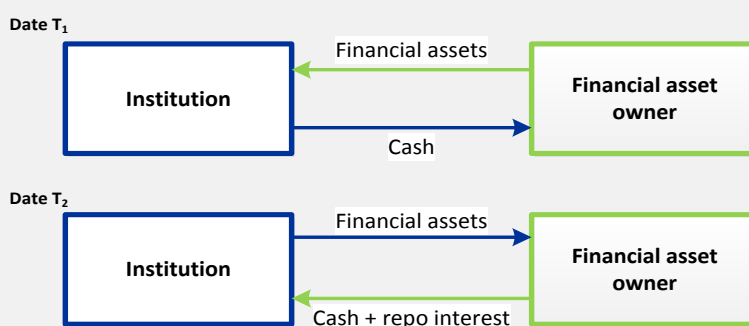 Date T₁
Financial assets
Institution
Financial asset
owner
Cash
Date T₂
Financial assets
Institution
Financial asset
owner
Cash + repo interest